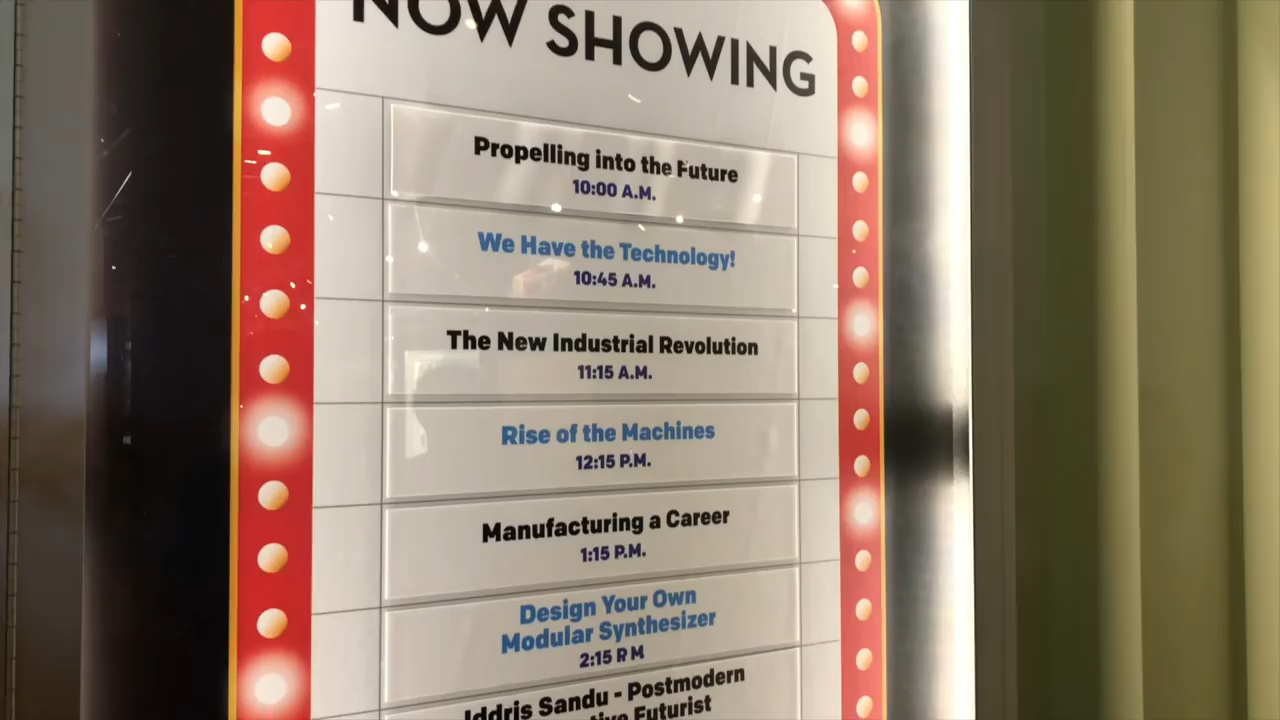 NOW SHOWING
Propelling into the Future
10:00 A.M.
We Have the Technology!
10:45 A.M.
The New Industrial Revolution
11:15 A.M.
Rise of the Machines
12:15 P.M.
Manufacturing a Career
1:15 P.M.
Design Your Own
Modular Synthesizer
2:15 P.M
Iddris Sandu - Postmodern
Futurist